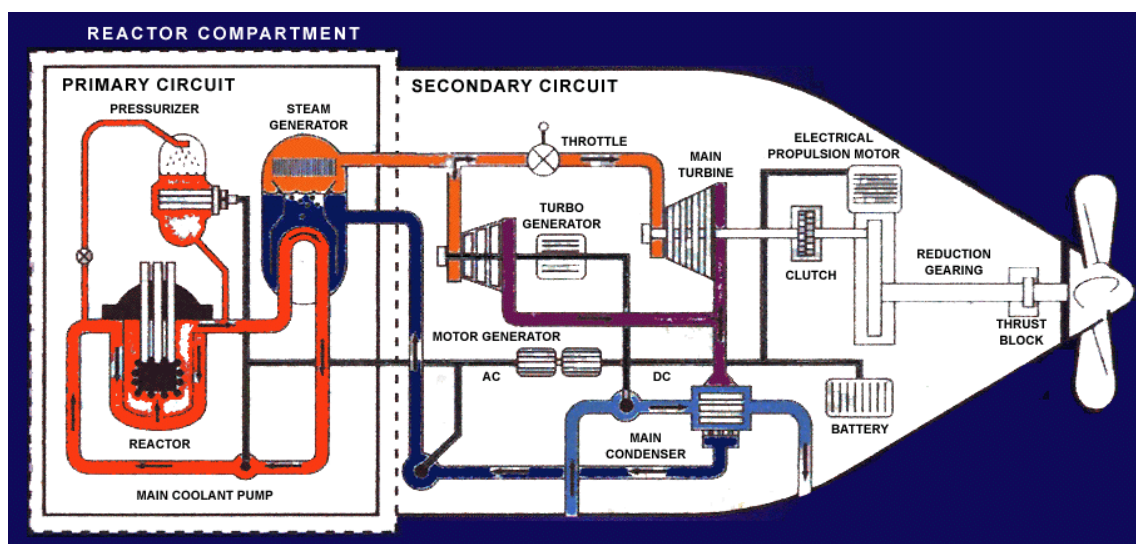 REACTOR COMPARTMENT
PRIMARY CIRCUIT
SECONDARY CIRCUIT
PRESSURIZER
STEAM
GENERATOR
THROTTLE
MAIN
TURBINE
ELECTRICAL
PROPULSION MOTOR
TURBO
GENERATOR
CLUTCH
REDUCTION
GEARING
THRUST
BLOCK
MOTOR GENERATOR
AC
DC
BATTERY
REACTOR
MAIN
CONDENSER
MAIN COOLANT PUMP